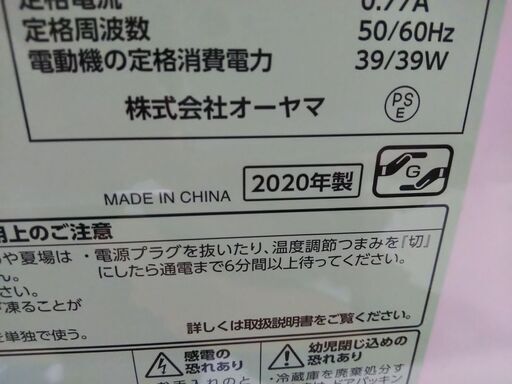 定格電流 0.77A
定格周波数 50/60Hz
電動機の定格消費電力 39/39W
株式会社オーヤマ
PS
E
G
MADE IN CHINA 2020年製
上のご注意
や夏場は ・電源プラグを抜いたり、温度調節つまみを『切』
ん。 にしたら通電まで6分間以上待ってください。
凍ることが
単独で使う。 詳しくは取扱説明書をご覧ください。
感電の 幼児閉じ込めの
恐れあり 恐れあり
・冷蔵庫を廃棄処分す